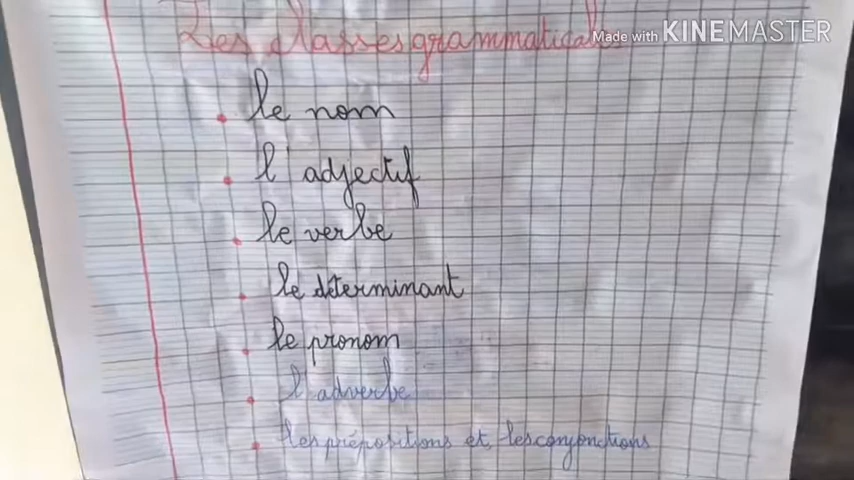 Les classes grammaticales
Made with KINEMASTER
le nom
l'adjectif
le verbe
le déterminant
le pronom
l'adverbe
les prépositions et les conjonctions